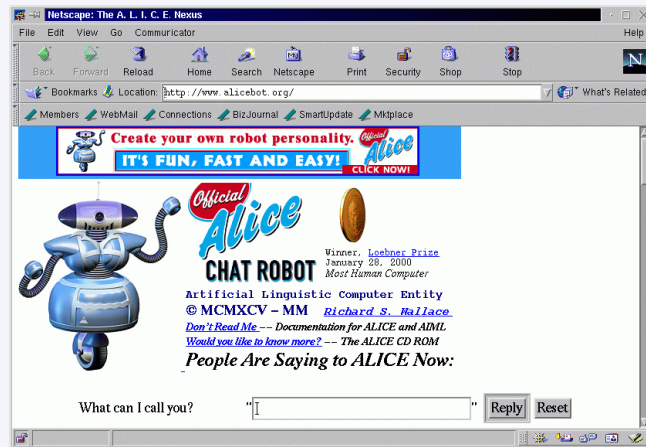 Netscape: The A. L. I. C. E. Nexus
File Edit View Go Communicator Help
Back Forward Reload Home Search Netscape Print Security Shop Stop N
Bookmarks Location: http://www.alicebot.org/ What's Related
Members WebMail Connections BizJournal SmartUpdate Mktplace
Create your own robot personality. Official Alice
IT'S FUN, FAST AND EASY! CLICK NOW!
Official
Alice
CHAT ROBOT
Winner, Loebner Prize
January 28, 2000
Most Human Computer
Artificial Linguistic Computer Entity
© MCMXCV – MM Richard S. Wallace
Don't Read Me -- Documentation for ALICE and AIML
Would you like to know more? -- The ALICE CD ROM
People Are Saying to ALICE Now:
What can I call you? " " Reply Reset